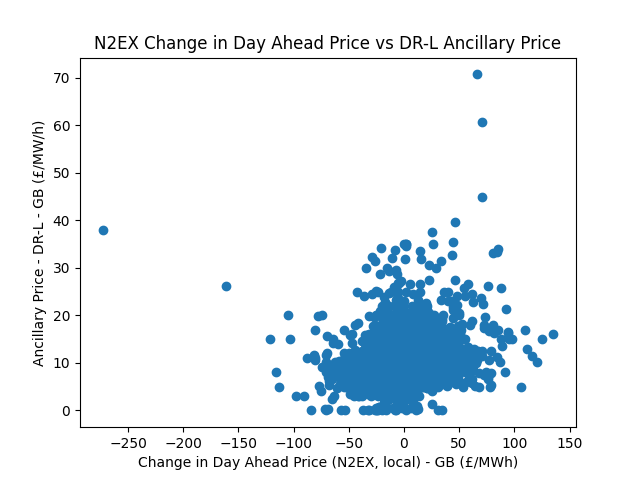 N2EX Change in Day Ahead Price vs DR-L Ancillary Price
70
60
50
40
30
20
10
0
Ancillary Price - DR-L - GB (£/MW/h)
−250 −200 −150 −100 −50 0 50 100 150
Change in Day Ahead Price (N2EX, local) - GB (£/MWh)